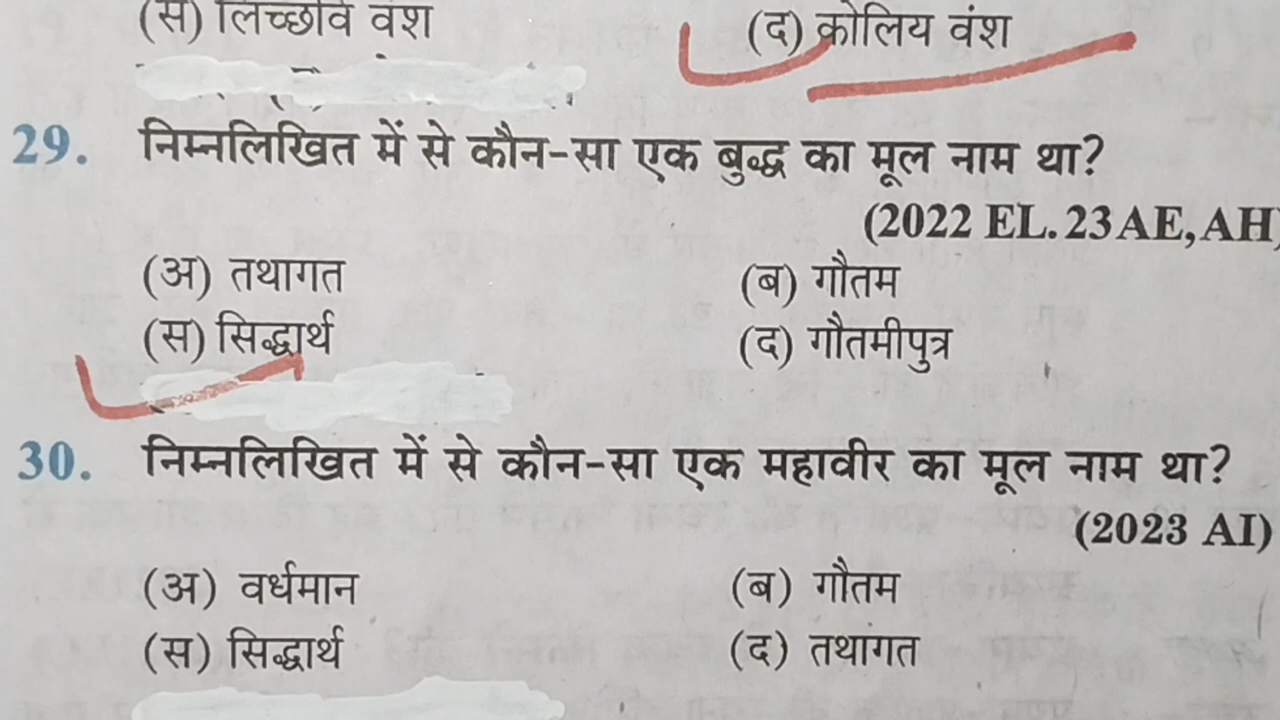 (स) लिच्छवि वंश (द) कोलिय वंश
29. निम्नलिखित में से कौन-सा एक बुद्ध का मूल नाम था?
(2022 EL. 23 AE, AH)
(अ) तथागत (ब) गौतम
(स) सिद्धार्थ (द) गौतमीपुत्र
30. निम्नलिखित में से कौन-सा एक महावीर का मूल नाम था?
(2023 AI)
(अ) वर्धमान (ब) गौतम
(स) सिद्धार्थ (द) तथागत